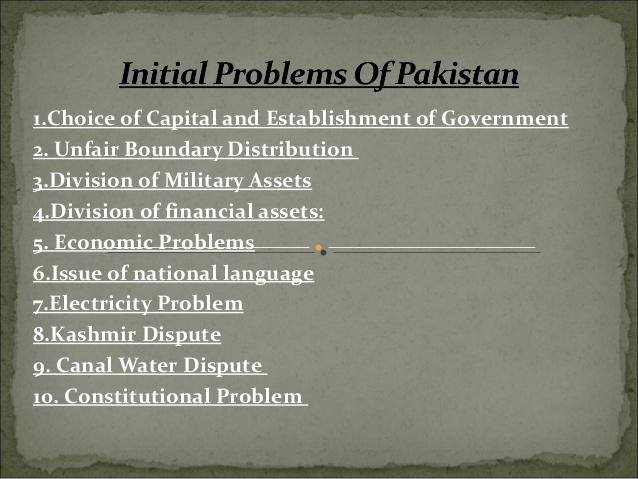 Initial Problems Of Pakistan
1.Choice of Capital and Establishment of Government
2. Unfair Boundary Distribution
3.Division of Military Assets
4.Division of financial assets:
5. Economic Problems
6.Issue of national language
7.Electricity Problem
8.Kashmir Dispute
9. Canal Water Dispute
10. Constitutional Problem